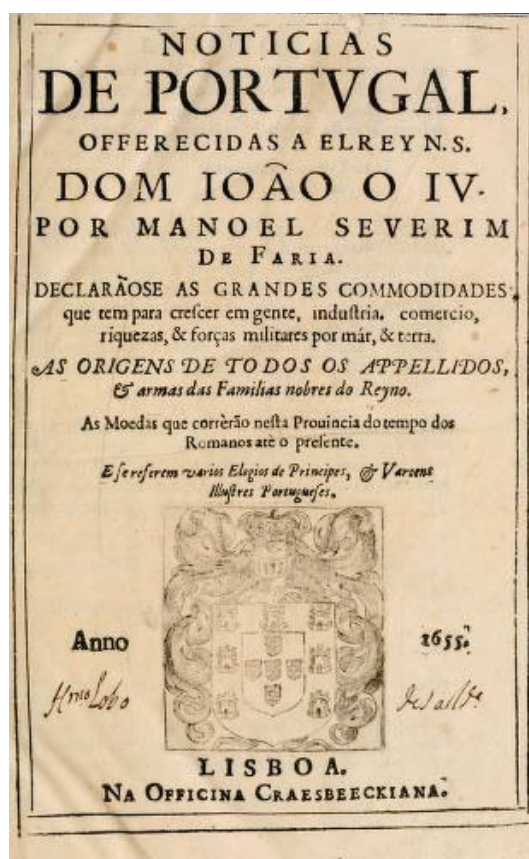 NOTICIAS
DE PORTVGAL,
OFFERECIDAS A ELREY N. S.
DOM IOÃO O IV.
POR MANOEL SEVERIM
DE FARIA.
DECLARÃOSE AS GRANDES COMMODIDADES
que tem para creſcer em gente, induſtria, comercio,
riquezas, & forças militares por már, & terra.
AS ORIGENS DE TODOS OS APPELLIDOS,
& armas das Familias nobres do Reyno.
As Moedas que corrèrão neſta Prouincia do tempo dos
Romanos atè o preſente.
E ſe referem varios Elogios de Principes, & Varoens
Illuſtres Portugueſes.
Anno 1655.
Lobo
LISBOA.
NA OFFICINA CRAESBEECKIANA.